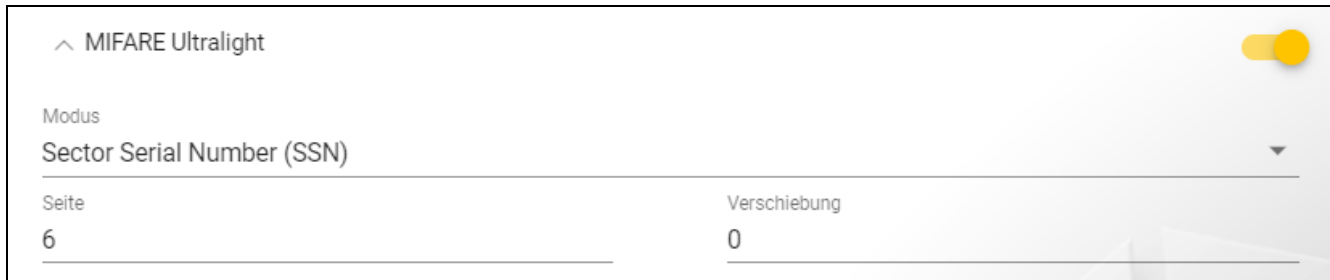 MIFARE Ultralight
Modus
Sector Serial Number (SSN)
Seite
Verschiebung
6
0